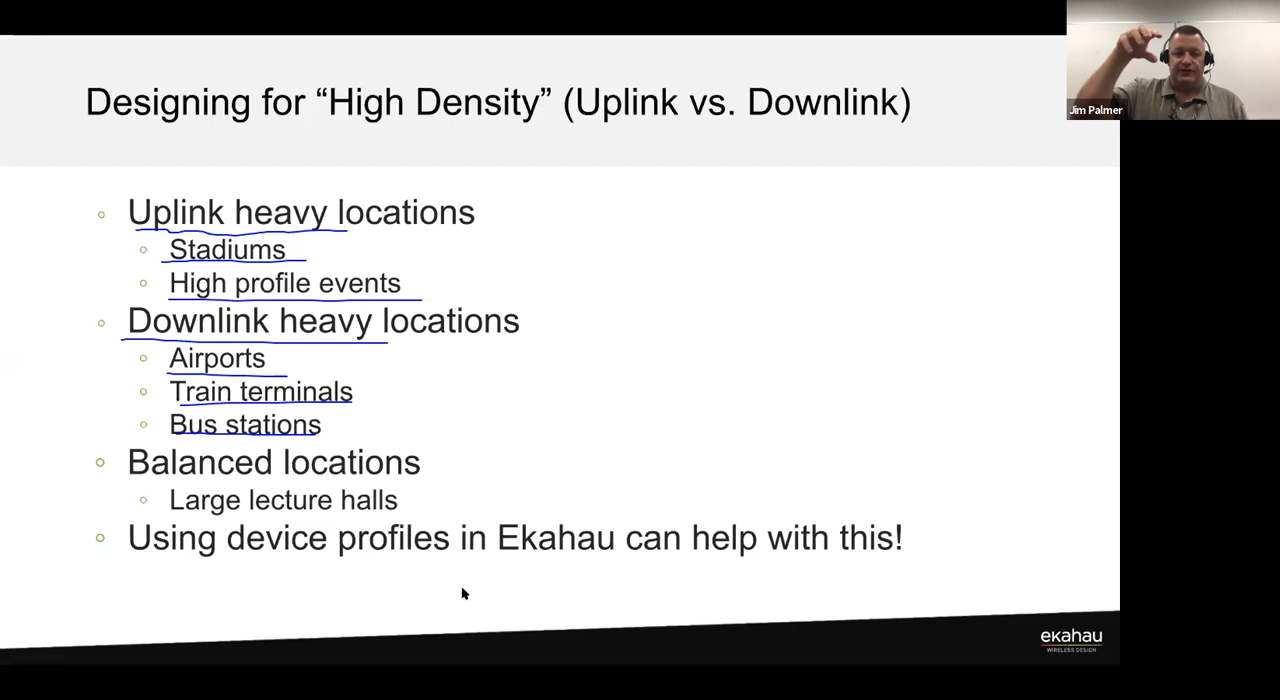 Jim Palmer
Designing for “High Density” (Uplink vs. Downlink)
Uplink heavy locations
Stadiums
High profile events
Downlink heavy locations
Airports
Train terminals
Bus stations
Balanced locations
Large lecture halls
Using device profiles in Ekahau can help with this!
ekahau
WIRELESS DESIGN